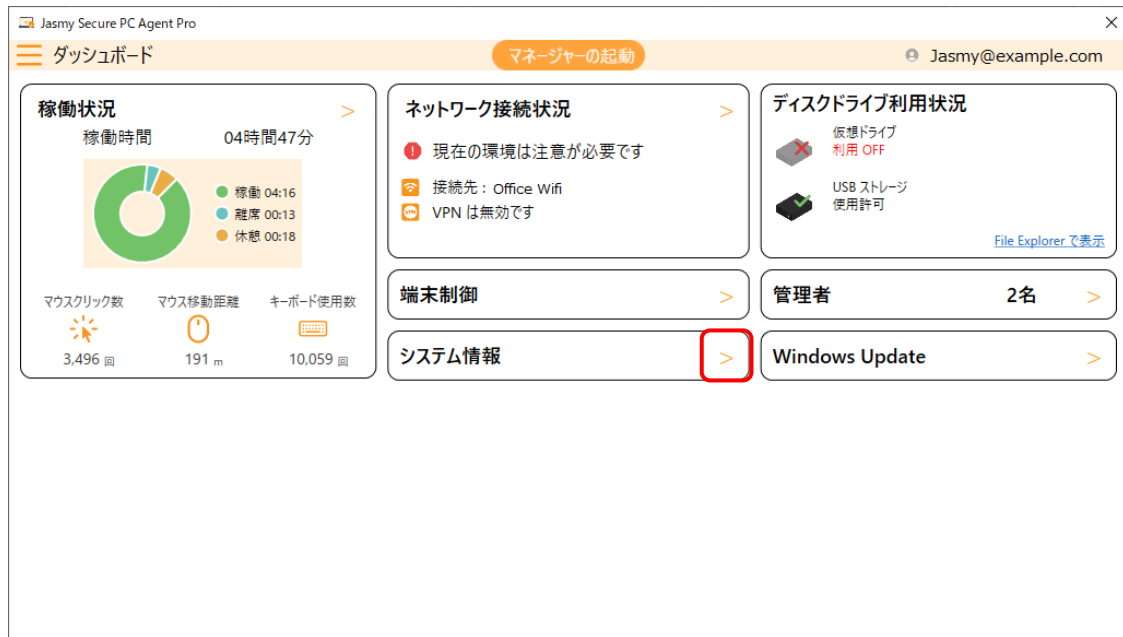 Jasmy Secure PC Agent Pro
ダッシュボード
マネージャーの起動
Jasmy@example.com
稼働状況 >
稼働時間 04時間47分
稼働 04:16
離席 00:13
休憩 00:18
マウスクリック数 マウス移動距離 キーボード使用数
3,496 回 191 m 10,059 回
ネットワーク接続状況 >
現在の環境は注意が必要です
接続先 : Office Wifi
VPN
VPN は無効です
ディスクドライブ利用状況
仮想ドライブ
利用 OFF
USB ストレージ
使用許可
File Explorer で表示
端末制御 >
管理者 2名 >
システム情報 >
Windows Update >